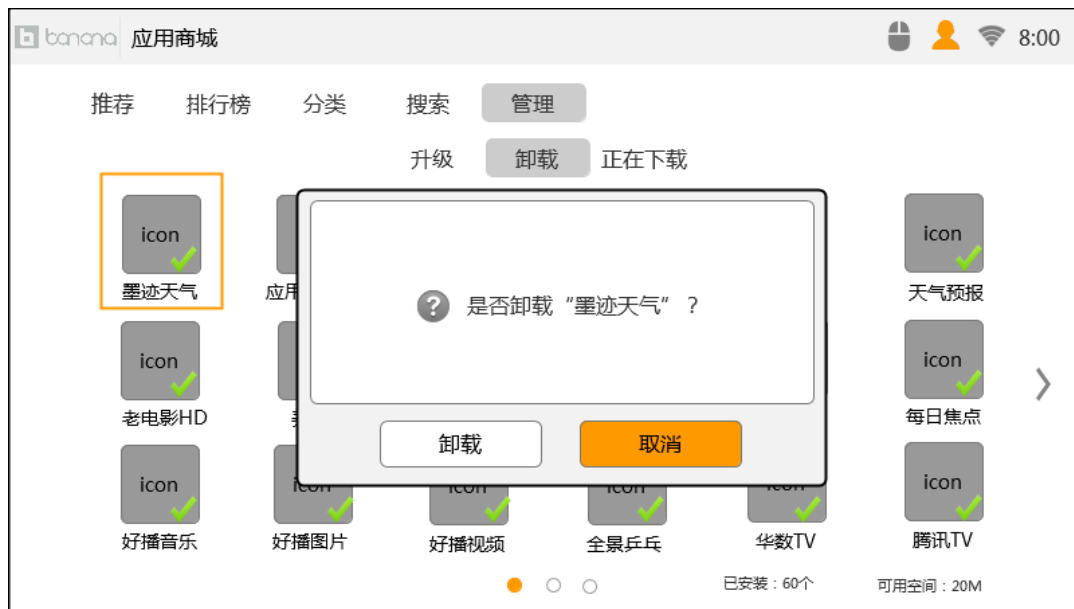 banana 应用商城 8:00
推荐 排行榜 分类 搜索 管理
升级 卸载 正在下载
icon icon
墨迹天气 应用 天气预报
是否卸载“墨迹天气”？
icon icon
老电影HD 每日焦点
卸载 取消
icon icon icon icon icon icon
好播音乐 好播图片 好播视频 全景乒乓 华数TV 腾讯TV
已安装：60个 可用空间：20M